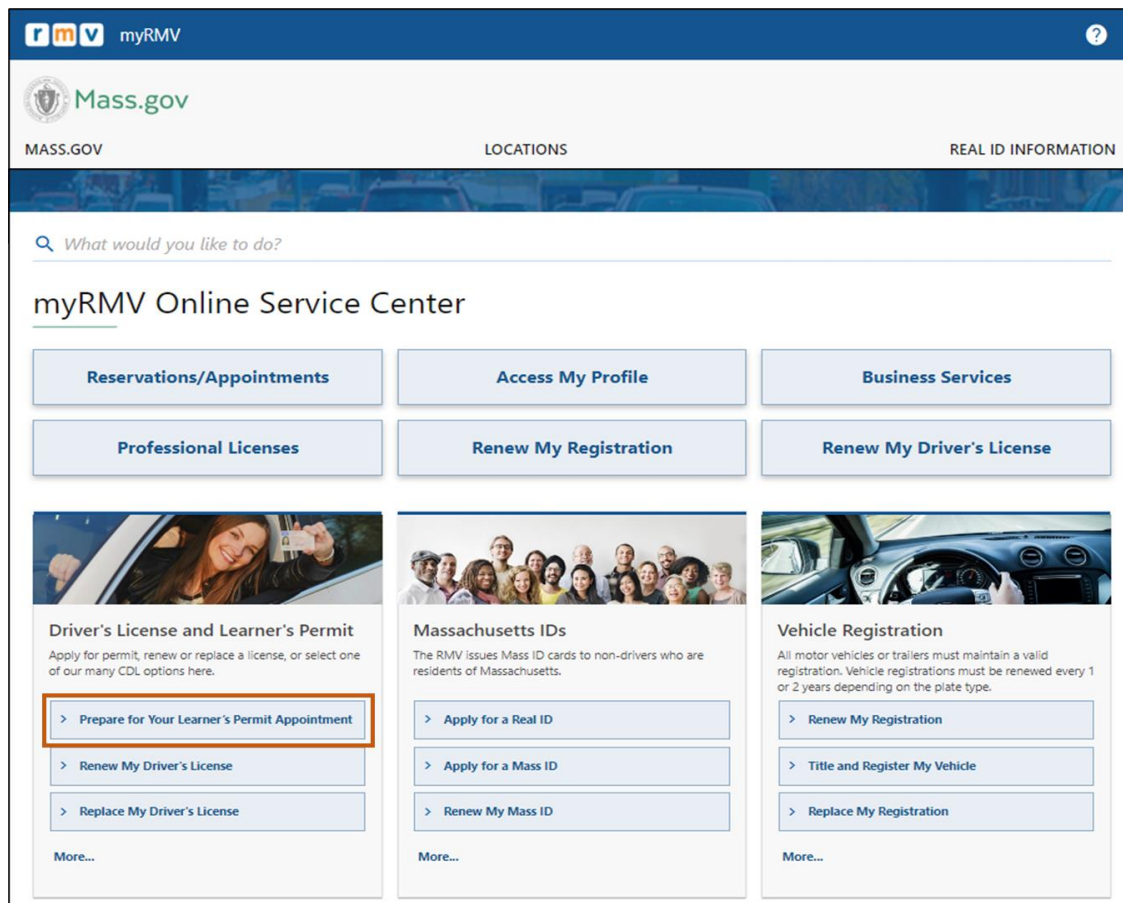 rmv myRMV ?
Mass.gov
MASS.GOV LOCATIONS REAL ID INFORMATION
What would you like to do?
myRMV Online Service Center
Reservations/Appointments Access My Profile Business Services
Professional Licenses Renew My Registration Renew My Driver's License
Driver's License and Learner's Permit
Apply for permit, renew or replace a license, or select one
of our many CDL options here.
> Prepare for Your Learner's Permit Appointment
> Renew My Driver's License
> Replace My Driver's License
More...
Massachusetts IDs
The RMV issues Mass ID cards to non-drivers who are
residents of Massachusetts.
> Apply for a Real ID
> Apply for a Mass ID
> Renew My Mass ID
More...
Vehicle Registration
All motor vehicles or trailers must maintain a valid
registration. Vehicle registrations must be renewed every 1
or 2 years depending on the plate type.
> Renew My Registration
> Title and Register My Vehicle
> Replace My Registration
More...